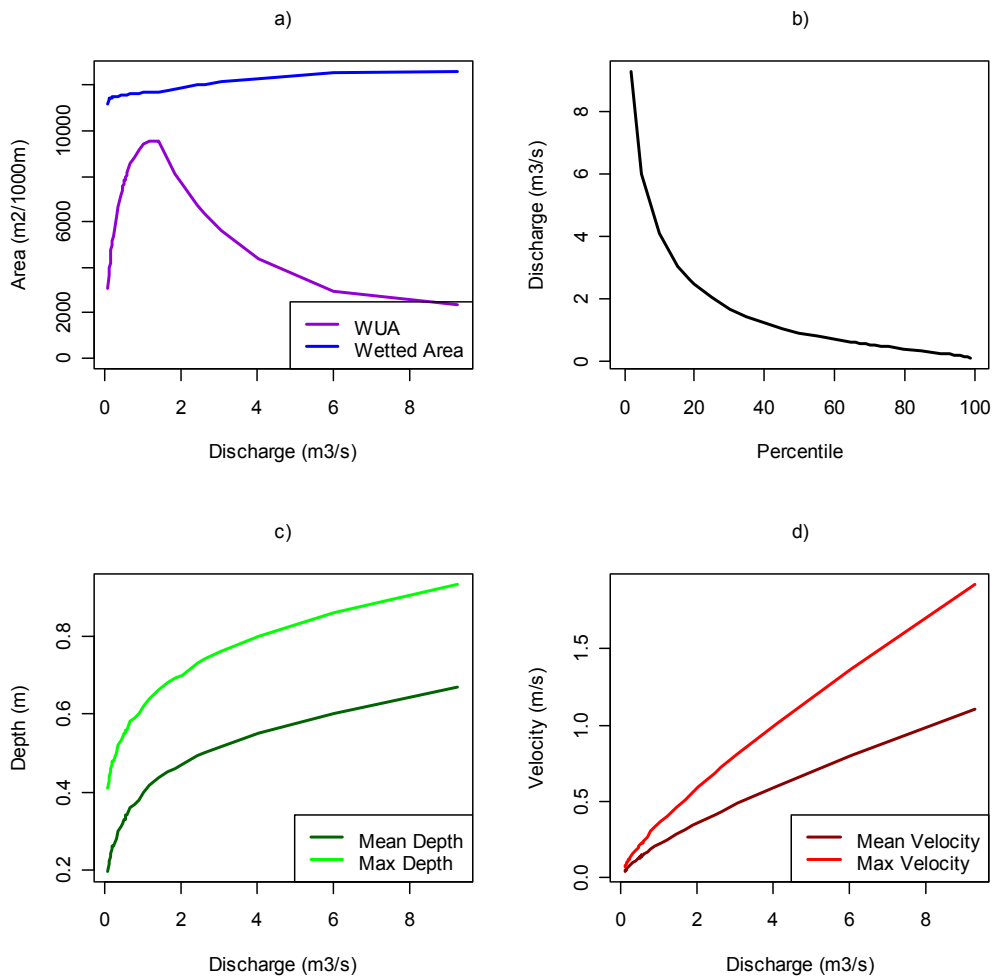 a)
Area (m2/1000m)
0 2000 6000 10000
WUA
Wetted Area
0 2 4 6 8
Discharge (m3/s)
b)
Discharge (m3/s)
0 2 4 6 8
0 20 40 60 80 100
Percentile
c)
Depth (m)
0.2 0.4 0.6 0.8
Mean Depth
Max Depth
0 2 4 6 8
Discharge (m3/s)
d)
Velocity (m/s)
0.0 0.5 1.0 1.5
Mean Velocity
Max Velocity
0 2 4 6 8
Discharge (m3/s)